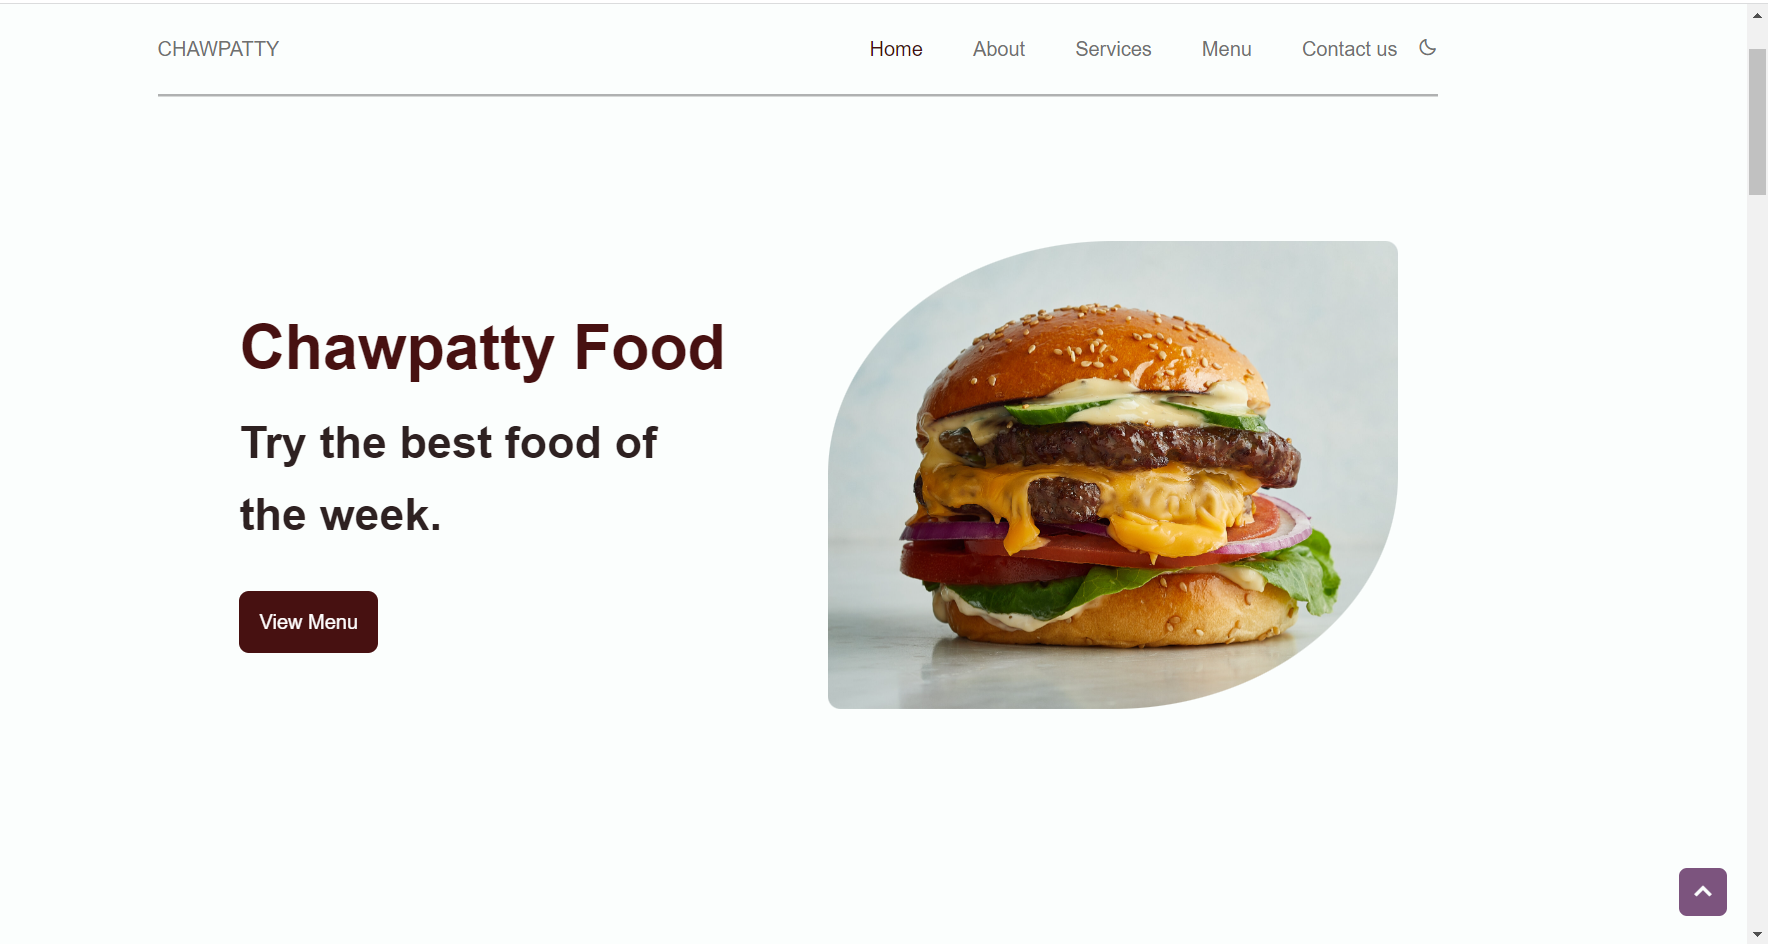 CHAWPATTY
Home About Services Menu Contact us
Chawpatty Food
Try the best food of
the week.
View Menu